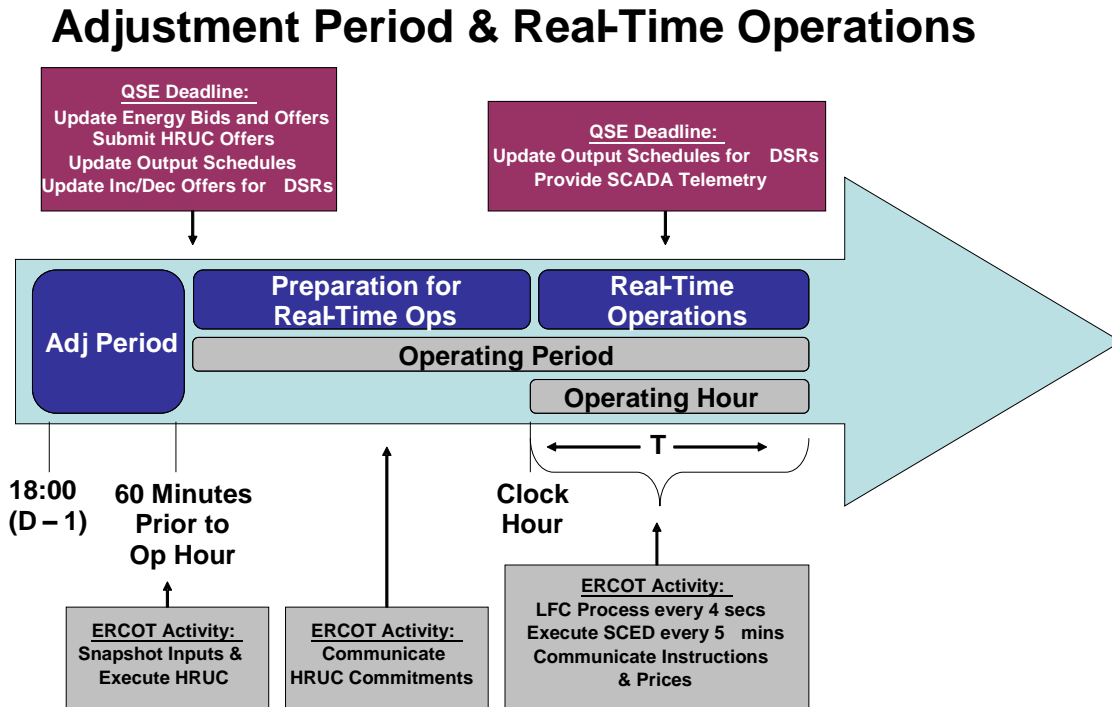 Adjustment Period & Real-Time Operations
QSE Deadline:
Update Energy Bids and Offers
Submit HRUC Offers
Update Output Schedules
Update Inc/Dec Offers for DSRs
QSE Deadline:
Update Output Schedules for DSRs
Provide SCADA Telemetry
Adj Period
Preparation for
Real-Time Ops
Real-Time
Operations
Operating Period
Operating Hour
T
18:00
(D – 1)
60 Minutes
Prior to
Op Hour
Clock
Hour
ERCOT Activity:
Snapshot Inputs &
Execute HRUC
ERCOT Activity:
Communicate
HRUC Commitments
ERCOT Activity:
LFC Process every 4 secs
Execute SCED every 5 mins
Communicate Instructions
& Prices